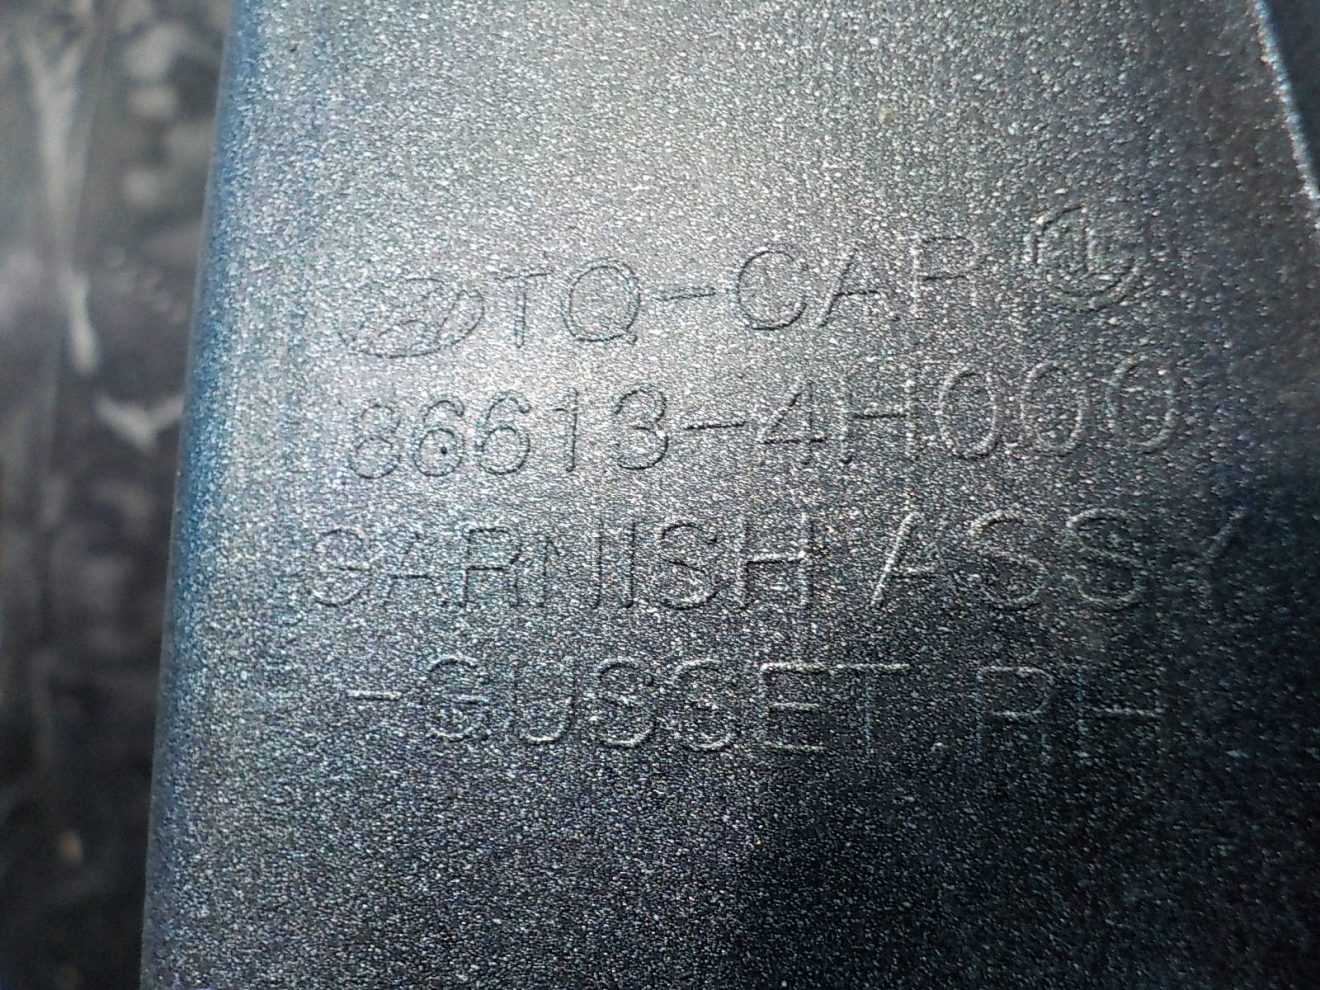 TQ-CAR
86613-4H000
GARNISH ASSY
-GUSSET.RH